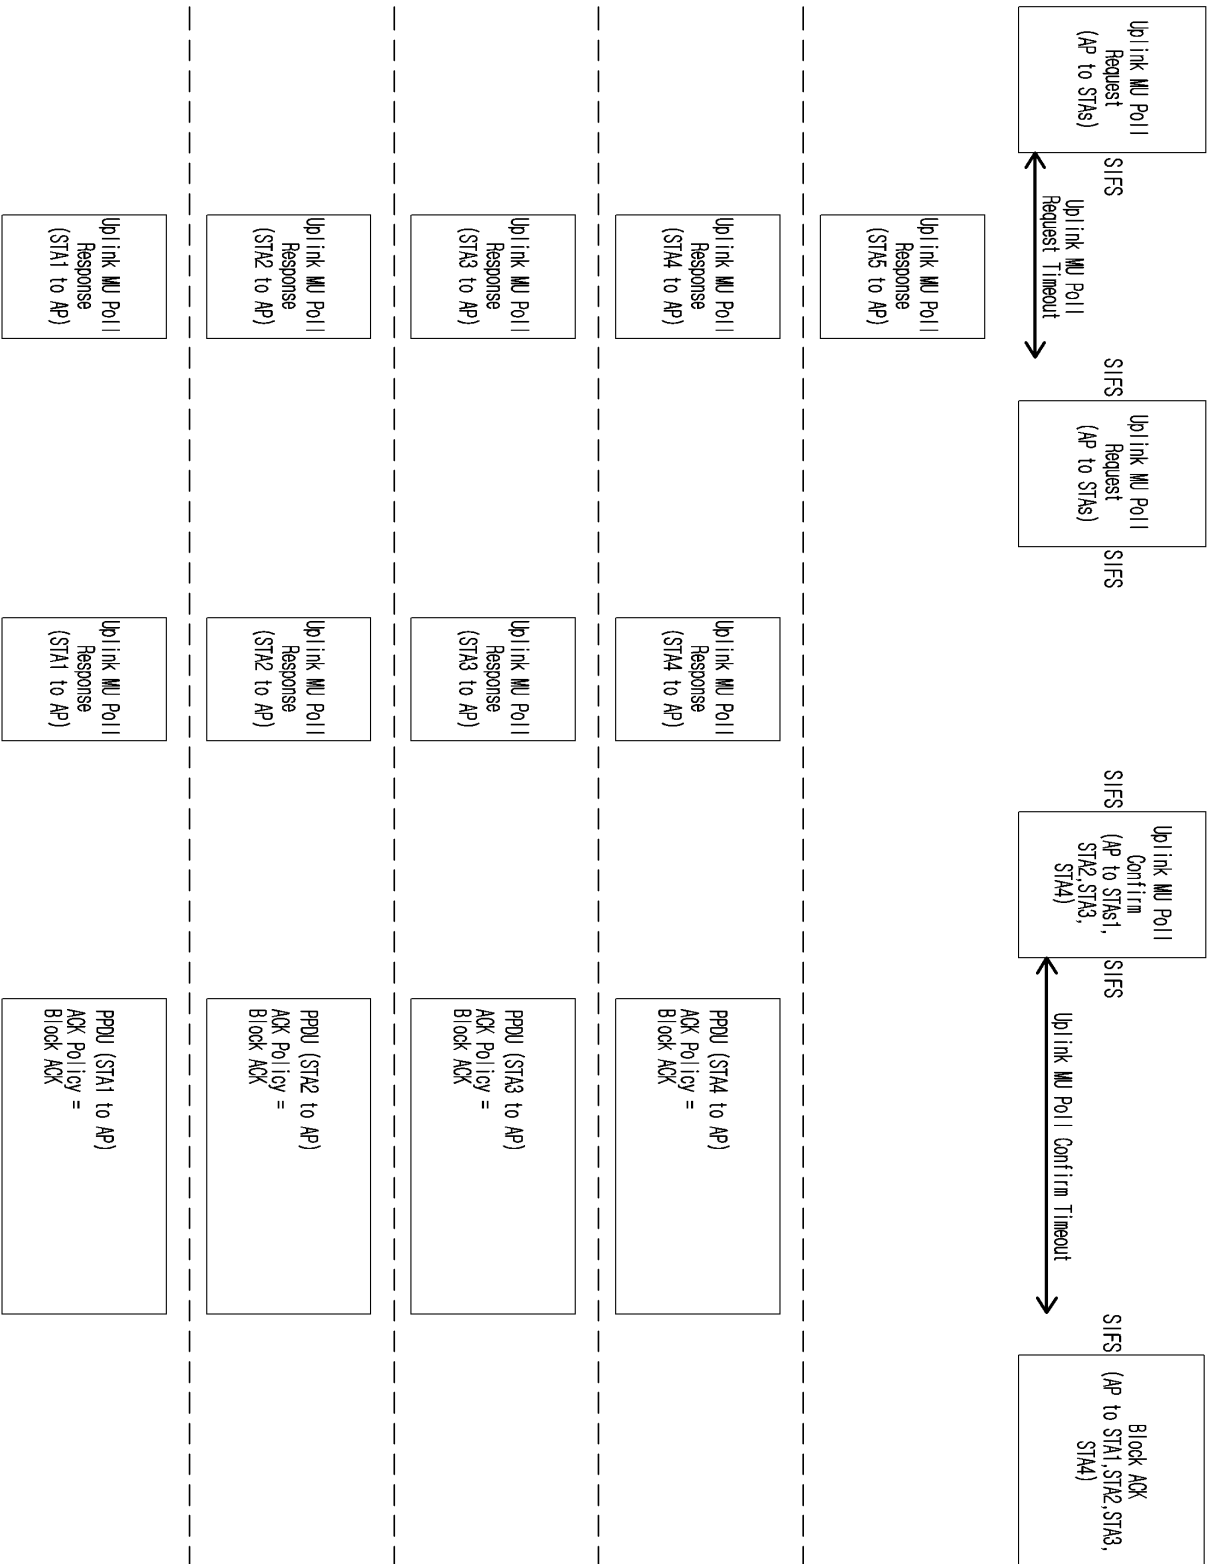 Uplink MU Poll
Request
(AP to STAs)
SIFS
Uplink MU Poll
Request Timeout
SIFS
Uplink MU Poll
Request
(AP to STAs)
SIFS
SIFS
Uplink MU Poll
Confirm
(AP to STAs1,
STA2,STA3,
STA4)
SIFS
Uplink MU Poll Confirm Timeout
SIFS
Block ACK
(AP to STA1,STA2,STA3,
STA4)
Uplink MU Poll
Response
(STA5 to AP)
Uplink MU Poll
Response
(STA4 to AP)
Uplink MU Poll
Response
(STA4 to AP)
PPDU (STA4 to AP)
ACK Policy =
Block ACK
Uplink MU Poll
Response
(STA3 to AP)
Uplink MU Poll
Response
(STA3 to AP)
PPDU (STA3 to AP)
ACK Policy =
Block ACK
Uplink MU Poll
Response
(STA2 to AP)
Uplink MU Poll
Response
(STA2 to AP)
PPDU (STA2 to AP)
ACK Policy =
Block ACK
Uplink MU Poll
Response
(STA1 to AP)
Uplink MU Poll
Response
(STA1 to AP)
PPDU (STA1 to AP)
ACK Policy =
Block ACK